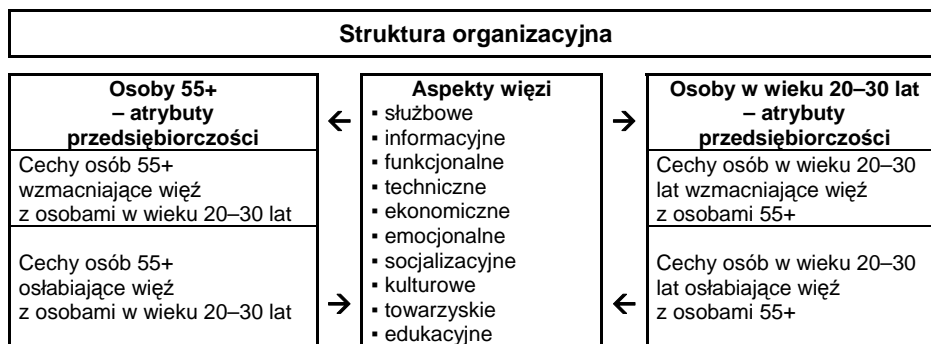 Struktura organizacyjna
Osoby 55+
– atrybuty
przedsiębiorczości
Cechy osób 55+
wzmacniające więź
z osobami w wieku 20–30 lat
Cechy osób 55+
osłabiające więź
z osobami w wieku 20–30 lat
←
→
Aspekty więzi
▪ służbowe
▪ informacyjne
▪ funkcjonalne
▪ techniczne
▪ ekonomiczne
▪ emocjonalne
▪ socjalizacyjne
▪ kulturowe
▪ towarzyskie
▪ edukacyjne
→
←
Osoby w wieku 20–30 lat
– atrybuty
przedsiębiorczości
Cechy osób w wieku 20–30
lat wzmacniające więź
z osobami 55+
Cechy osób w wieku 20–30
lat osłabiające więź
z osobami 55+